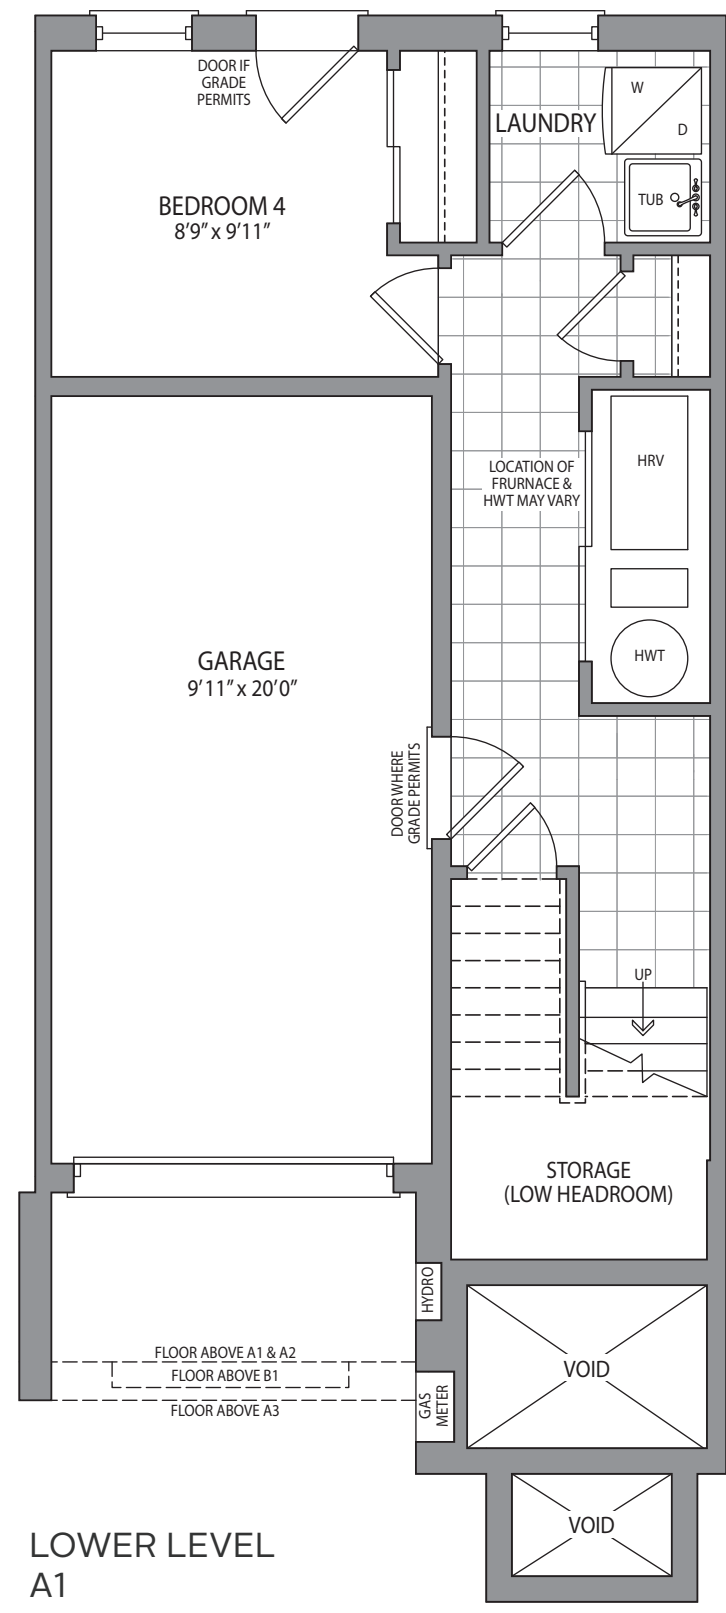 DOOR IF
GRADE
PERMITS
W
D
LAUNDRY
TUB
BEDROOM 4
8'9" x 9'11"
LOCATION OF
FRURNACE &
HWT MAY VARY
HRV
HWT
GARAGE
9'11" x 20'0"
DOOR WHERE
GRADE PERMITS
UP
STORAGE
(LOW HEADROOM)
HYDRO
FLOOR ABOVE A1 & A2
FLOOR ABOVE B1
FLOOR ABOVE A3
GAS
METER
VOID
VOID
LOWER LEVEL
A1